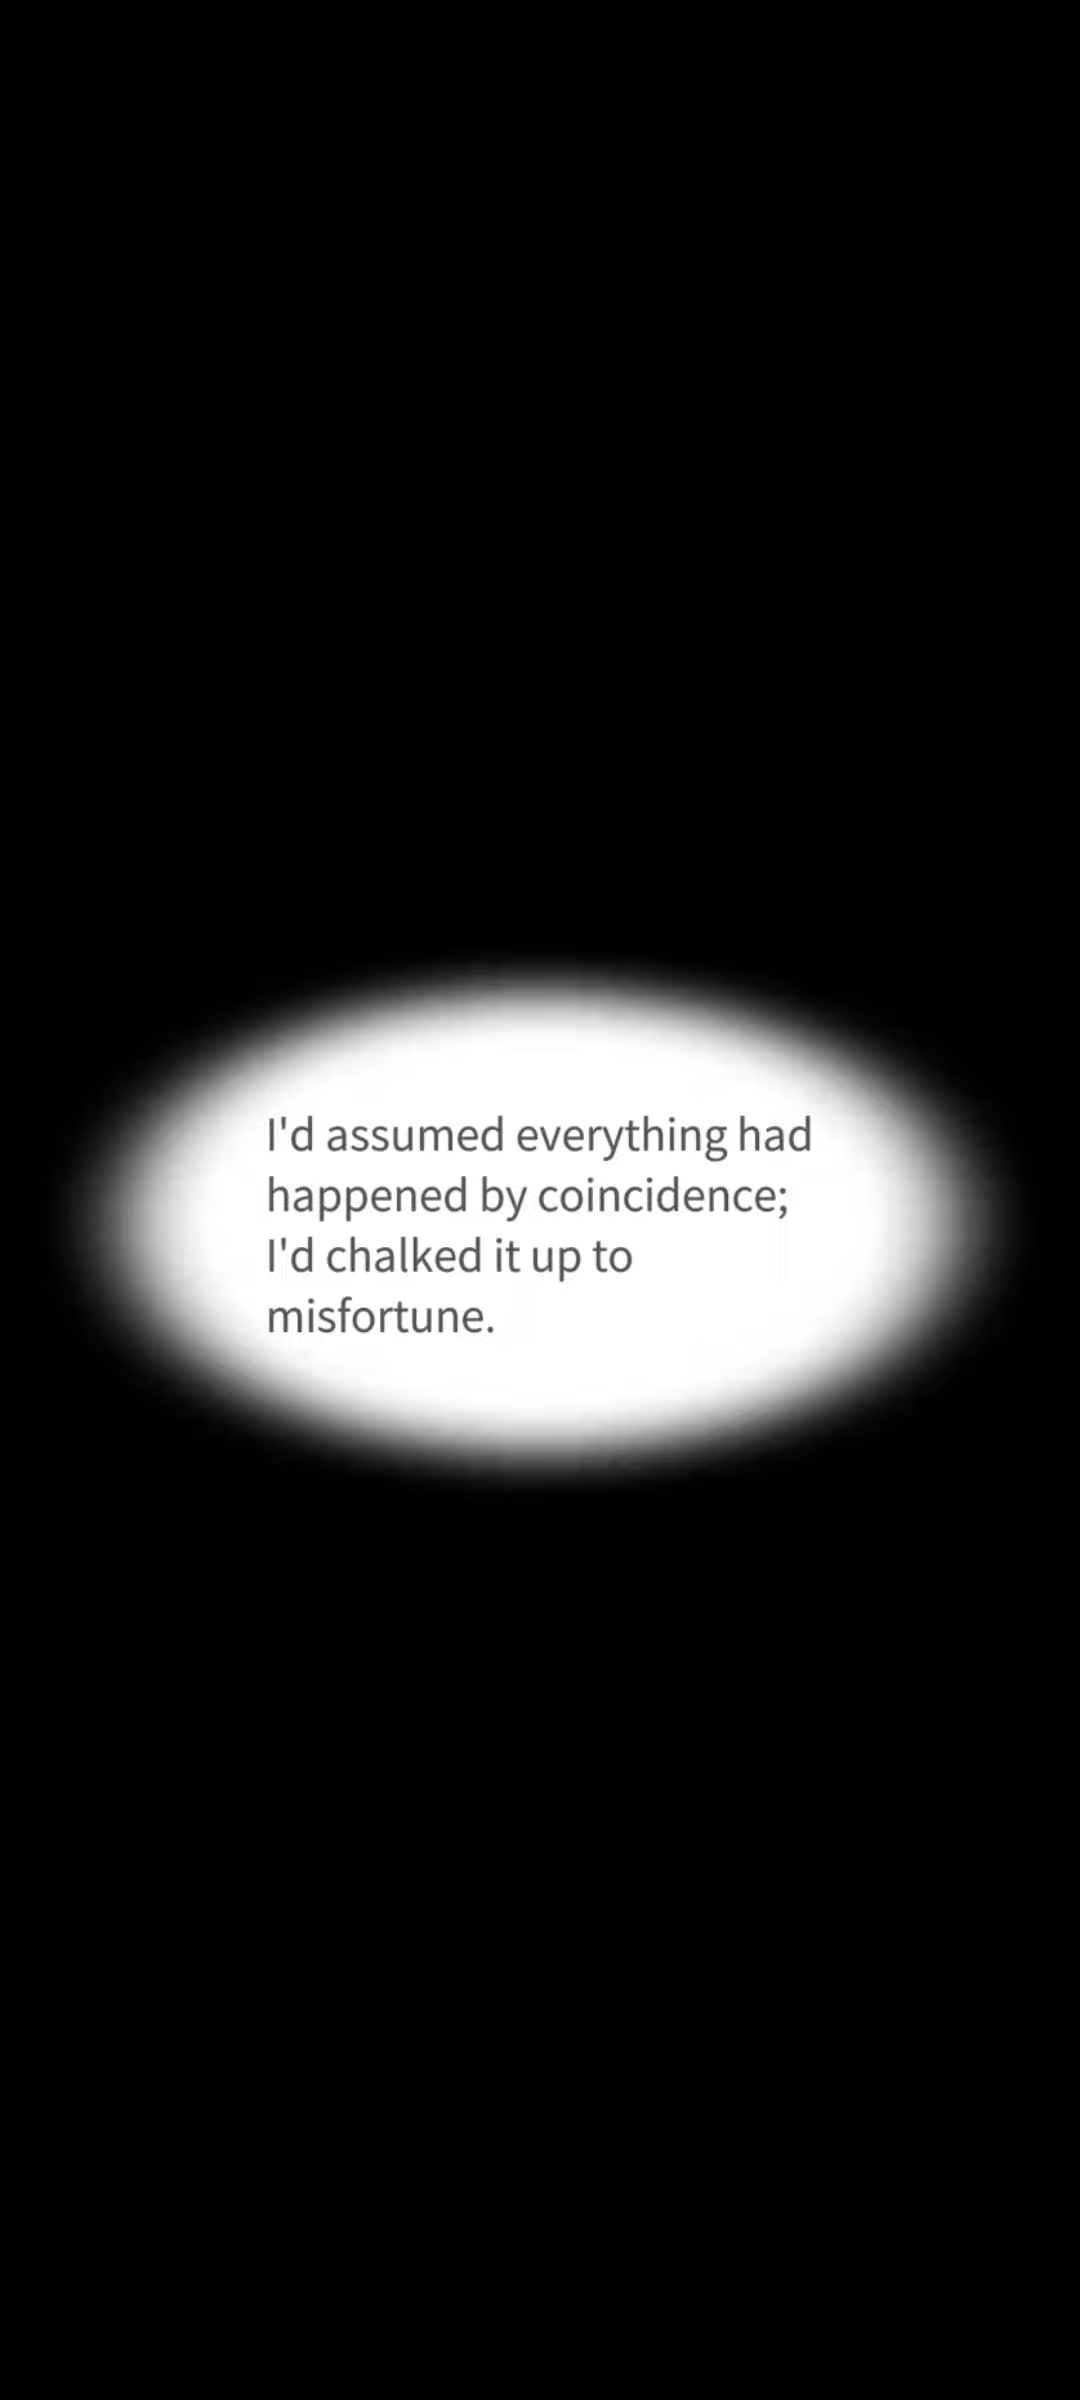 I'd assumed everything had
happened by coincidence;
I'd chalked it up to
misfortune.